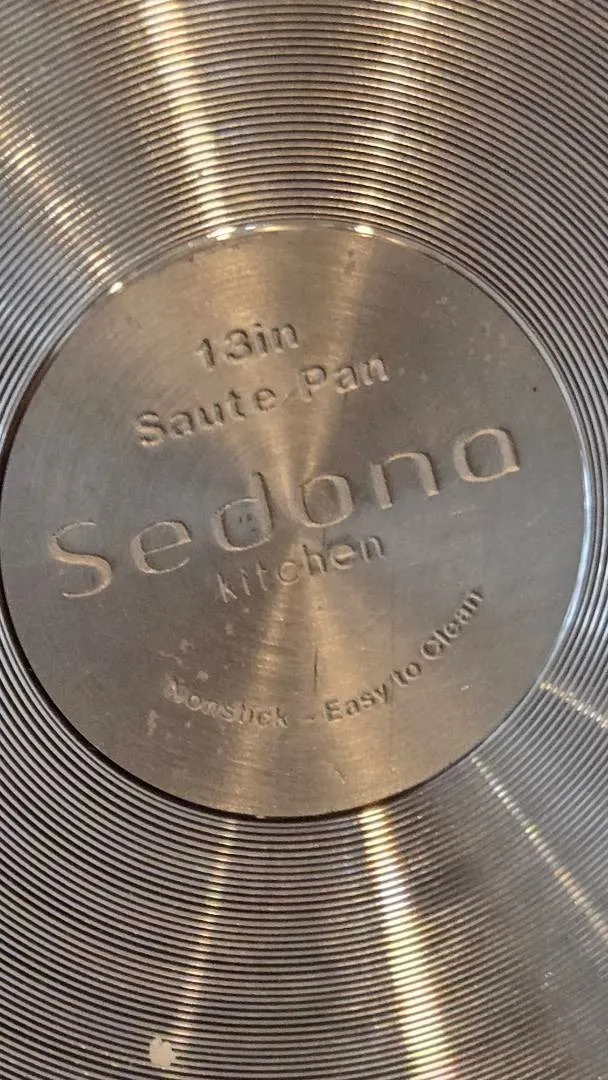 13in
Saute Pan
Sedona
kitchen
Nonstick - Easy to Clean